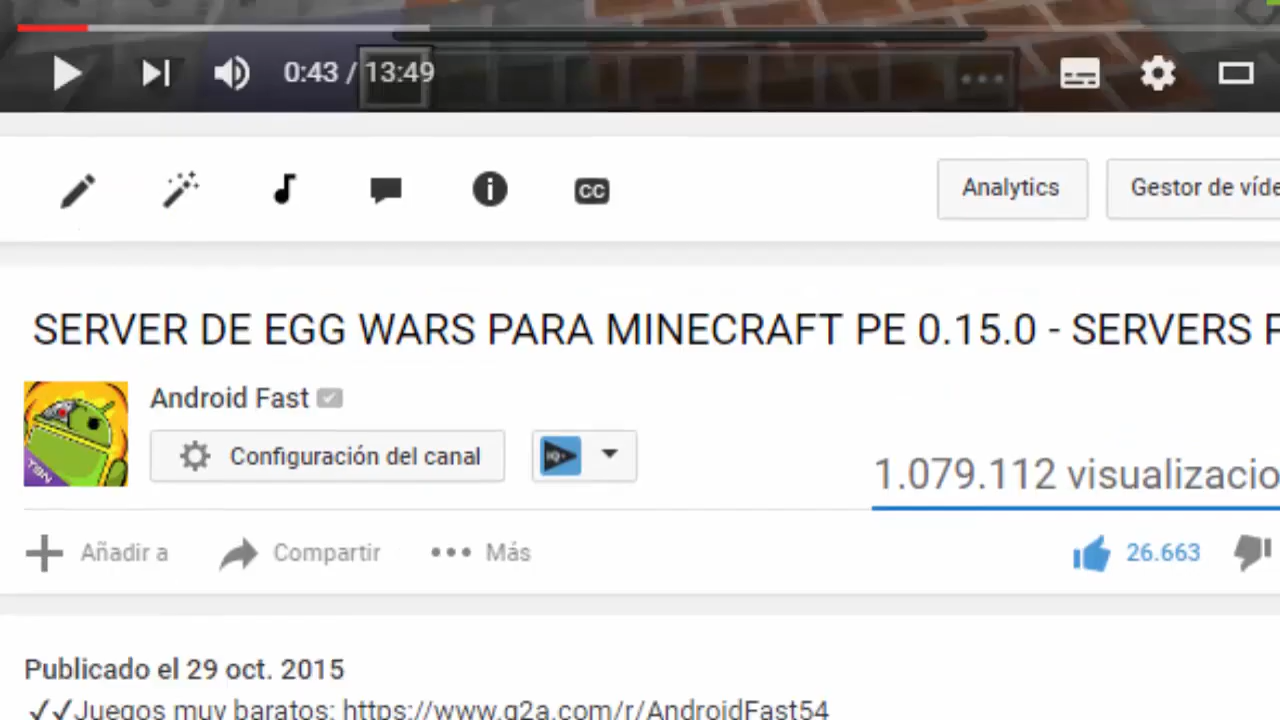 0:43 / 13:49
CC
Analytics
Gestor de víde
SERVER DE EGG WARS PARA MINECRAFT PE 0.15.0 - SERVERS P
Android Fast
TGN
Configuración del canal
1.079.112 visualizacio
Añadir a
Compartir
Más
26.663
Publicado el 29 oct. 2015
✓✓Juegos muy baratos: https://www.g2a.com/r/AndroidFast54